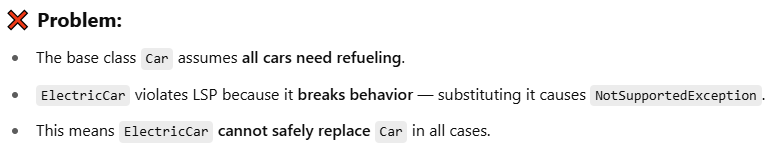 ❌ Problem:
• The base class Car assumes all cars need refueling.
• ElectricCar violates LSP because it breaks behavior — substituting it causes NotSupportedException.
• This means ElectricCar cannot safely replace Car in all cases.